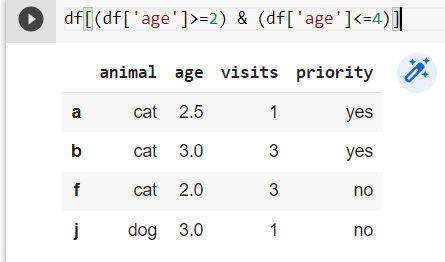 df[(df['age']>=2) & (df['age']<=4)]
animal age visits priority
a cat 2.5 1 yes
b cat 3.0 3 yes
f cat 2.0 3 no
j dog 3.0 1 no